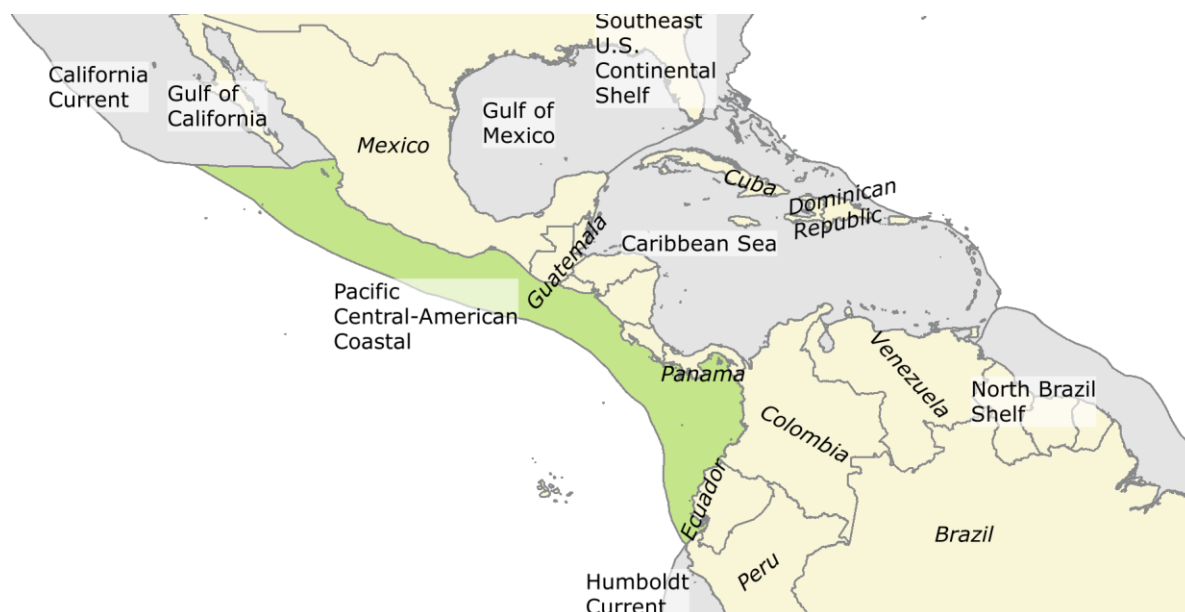 Southeast
U.S.
Continental
Shelf
California
Current
Gulf of
California
Gulf of
Mexico
Mexico
Cuba
Dominican
Republic
Guatemala
Caribbean Sea
Pacific
Central-American
Coastal
Panama
Venezuela
North Brazil
Shelf
Colombia
Ecuador
Brazil
Peru
Humboldt
Current